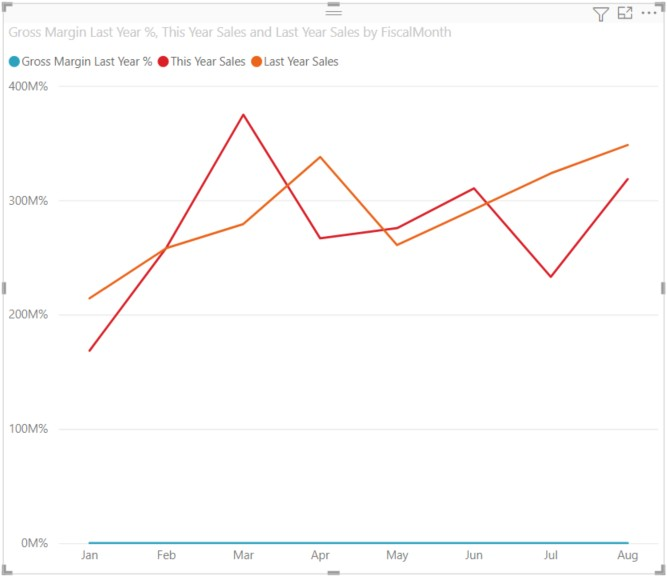 Gross Margin Last Year %, This Year Sales and Last Year Sales by FiscalMonth
Gross Margin Last Year % This Year Sales Last Year Sales
400M%
300M%
200M%
100M%
0M%
Jan Feb Mar Apr May Jun Jul Aug